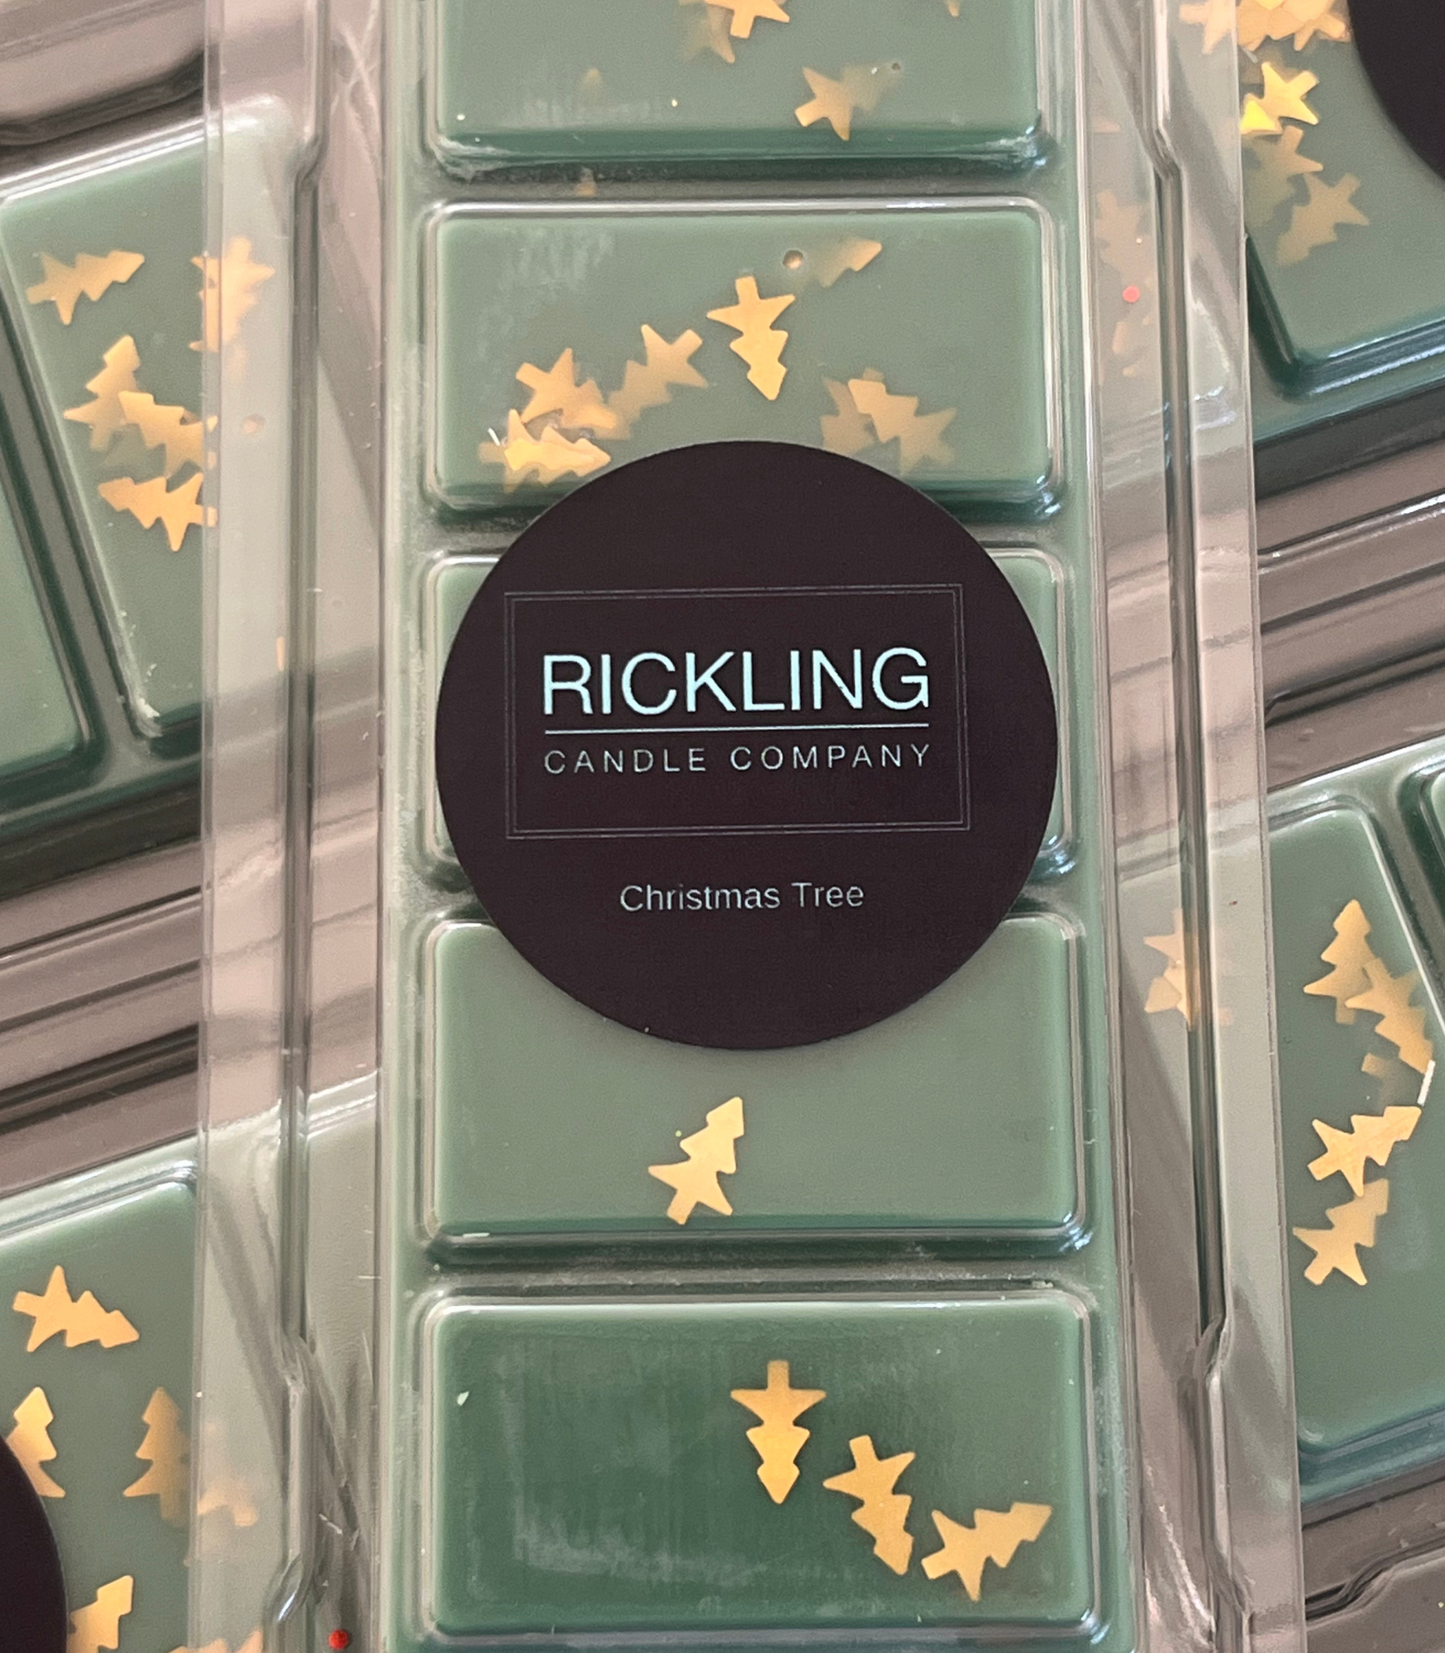 RICKLING
CANDLE COMPANY
Christmas Tree